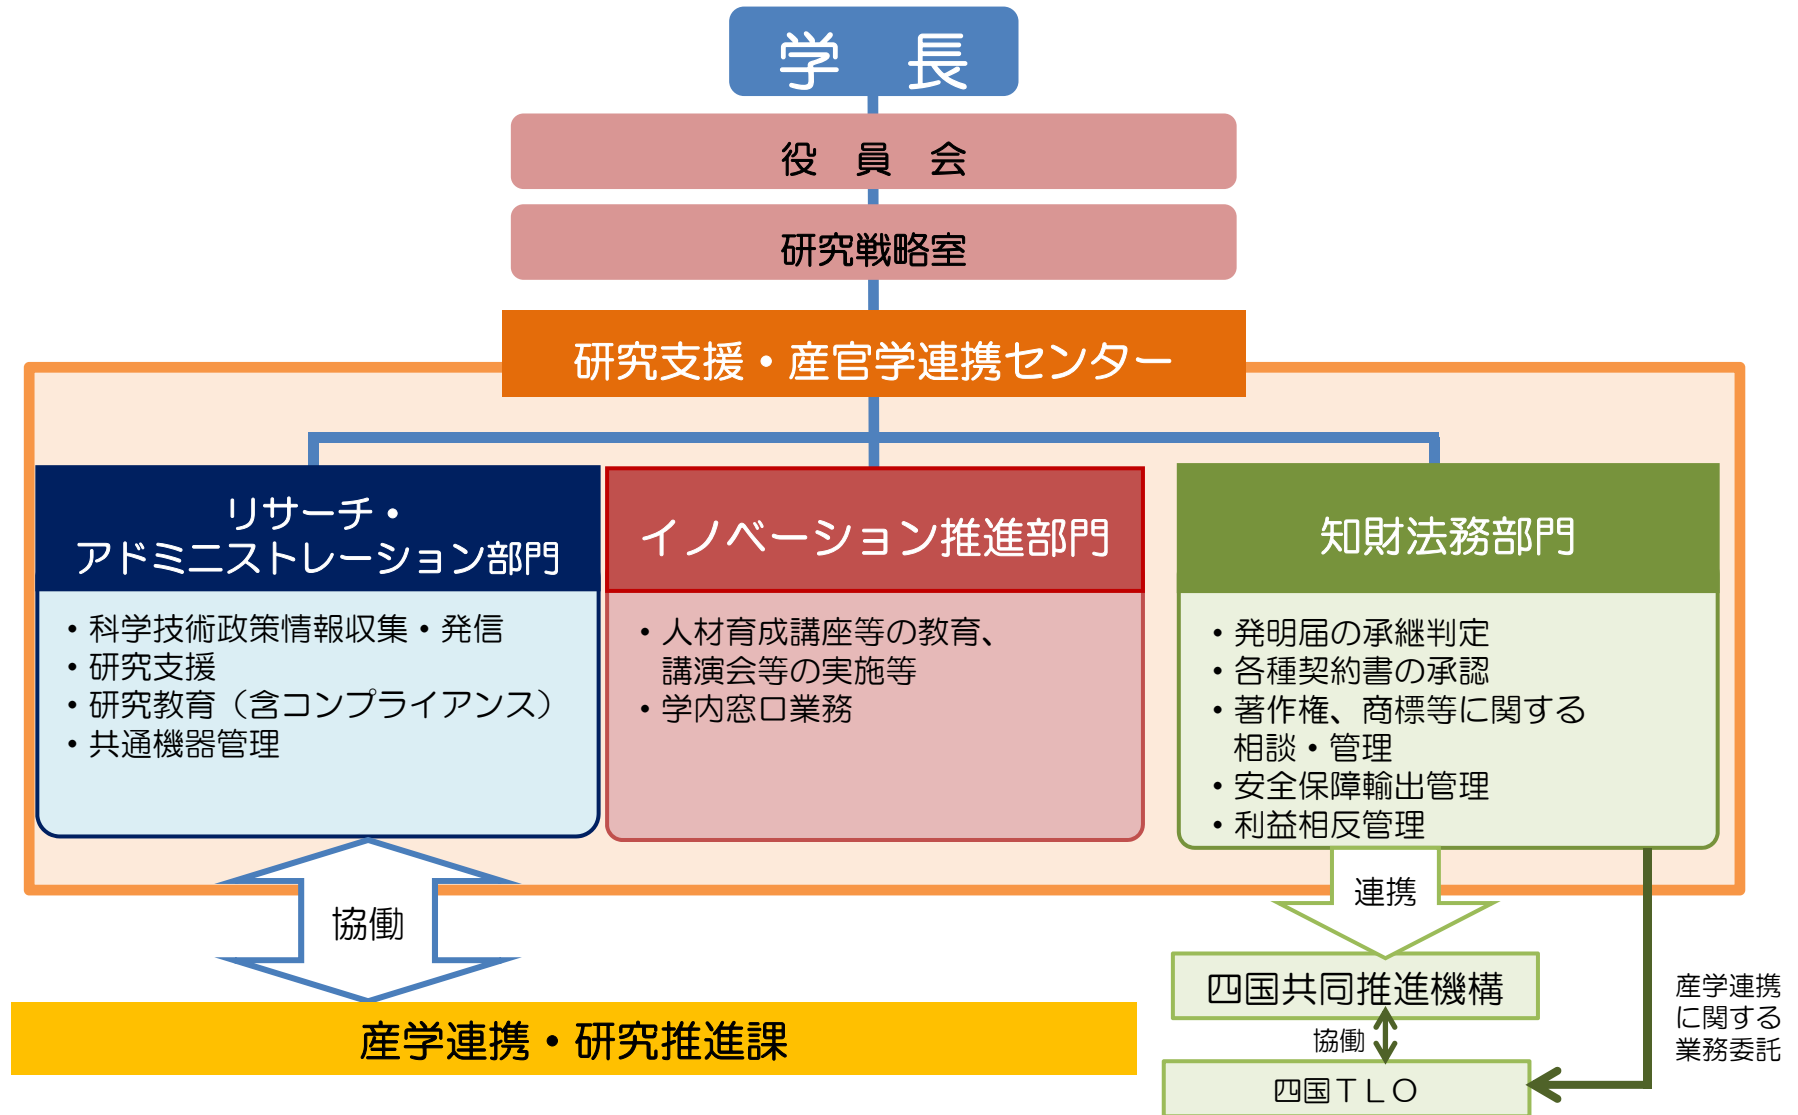 学　長
役　員　会
研究戦略室
研究支援・産官学連携センター
リサーチ・
アドミニストレーション部門
・科学技術政策情報収集・発信
・研究支援
・研究教育（含コンプライアンス）
・共通機器管理
イノベーション推進部門
・人材育成講座等の教育、
講演会等の実施等
・学内窓口業務
知財法務部門
・発明届の承継判定
・各種契約書の承認
・著作権、商標等に関する
相談・管理
・安全保障輸出管理
・利益相反管理
協働
産学連携・研究推進課
連携
四国共同推進機構
協働
四国ＴＬＯ
産学連携
に関する
業務委託